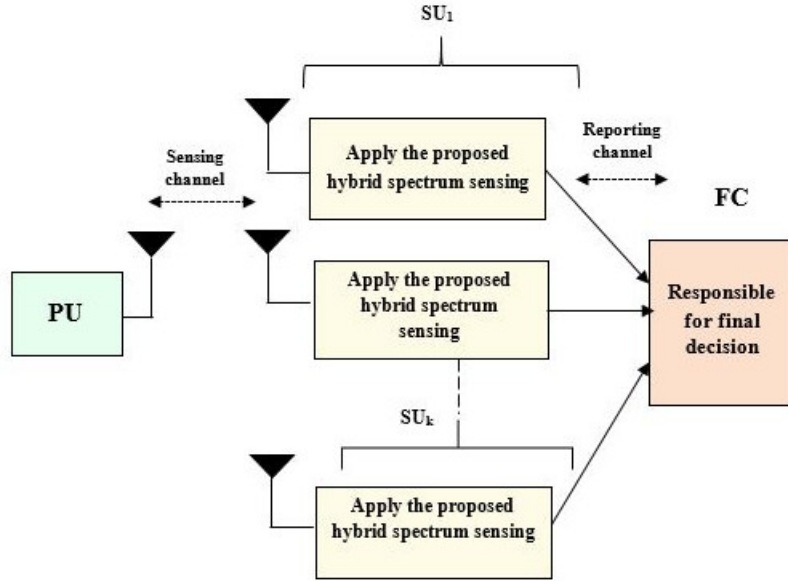 SU1
Apply the proposed
hybrid spectrum sensing
Reporting
channel
Sensing
channel
FC
PU
Apply the proposed
hybrid spectrum
sensing
Responsible
for final
decision
SUk
Apply the proposed
hybrid spectrum sensing